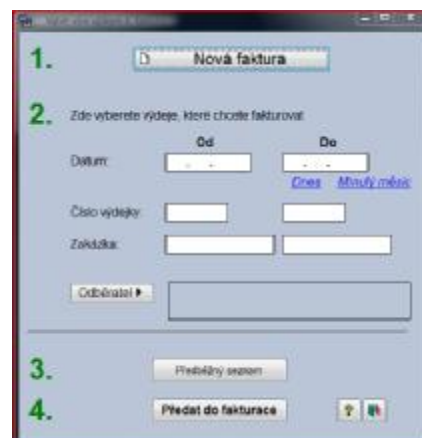 1. Nová faktura
2. Zde vyberete výdeje, které chcete fakturovat
Od Do
Datum: . . . .
Dnes Minulý měsíc
Číslo výdejky:
Zakázka:
Odběratel
3. Předběžný seznam
4. Předat do fakturace
?